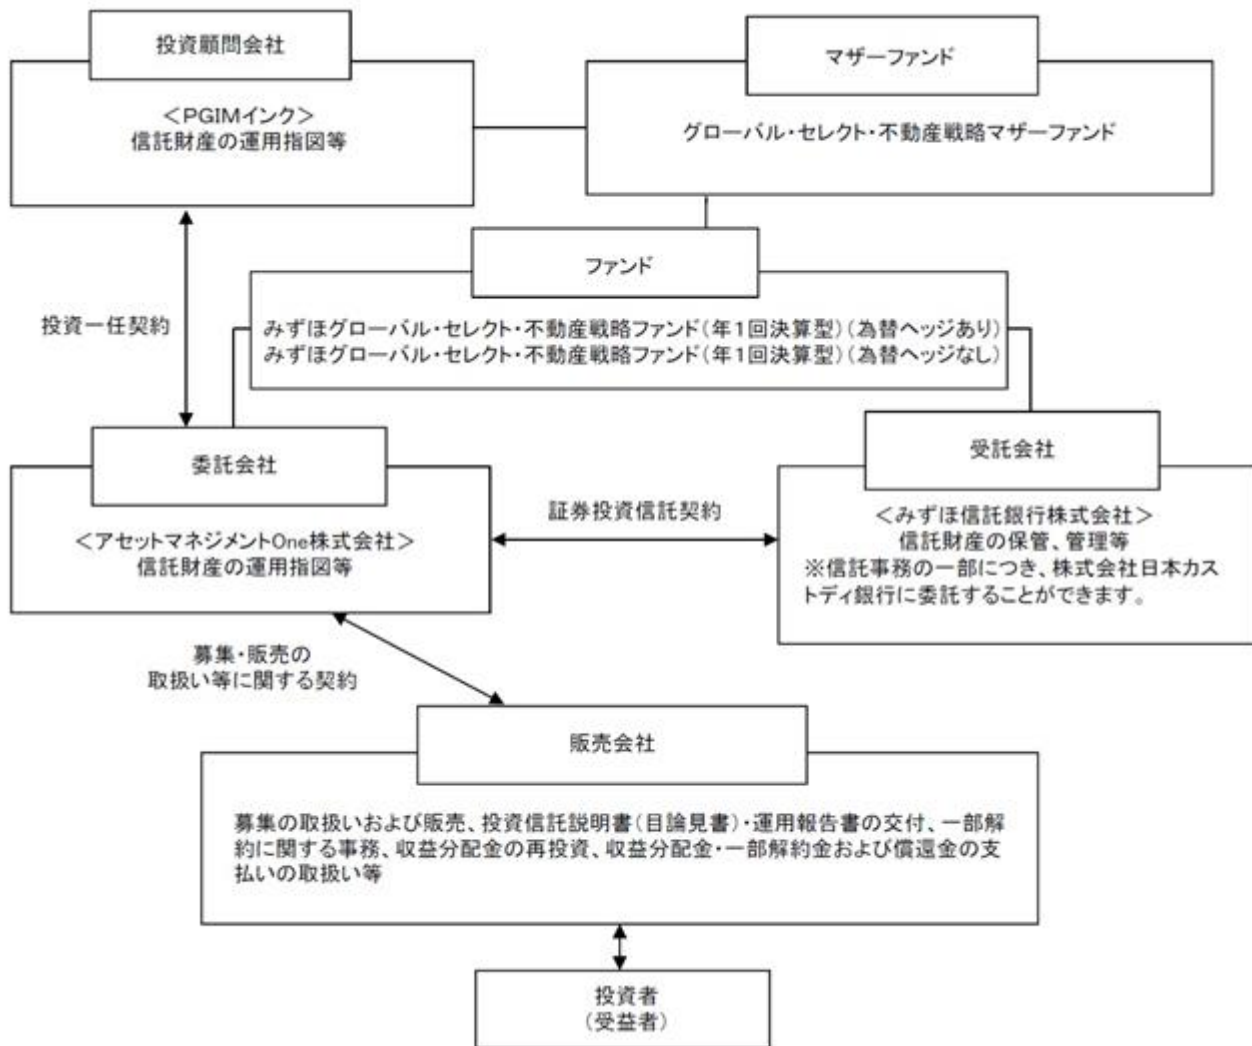 投資顧問会社
＜PGIMインク＞
信託財産の運用指図等
マザーファンド
グローバル・セレクト・不動産戦略マザーファンド
投資一任契約
ファンド
みずほグローバル・セレクト・不動産戦略ファンド（年１回決算型）（為替ヘッジあり）
みずほグローバル・セレクト・不動産戦略ファンド（年１回決算型）（為替ヘッジなし）
委託会社
＜アセットマネジメントOne株式会社＞
信託財産の運用指図等
証券投資信託契約
受託会社
＜みずほ信託銀行株式会社＞
信託財産の保管、管理等
※信託事務の一部につき、株式会社日本カス
トディ銀行に委託することができます。
募集・販売の
取扱い等に関する契約
販売会社
募集の取扱いおよび販売、投資信託説明書（目論見書）・運用報告書の交付、一部解
約に関する事務、収益分配金の再投資、収益分配金・一部解約金および償還金の支
払いの取扱い等
投資者
（受益者）